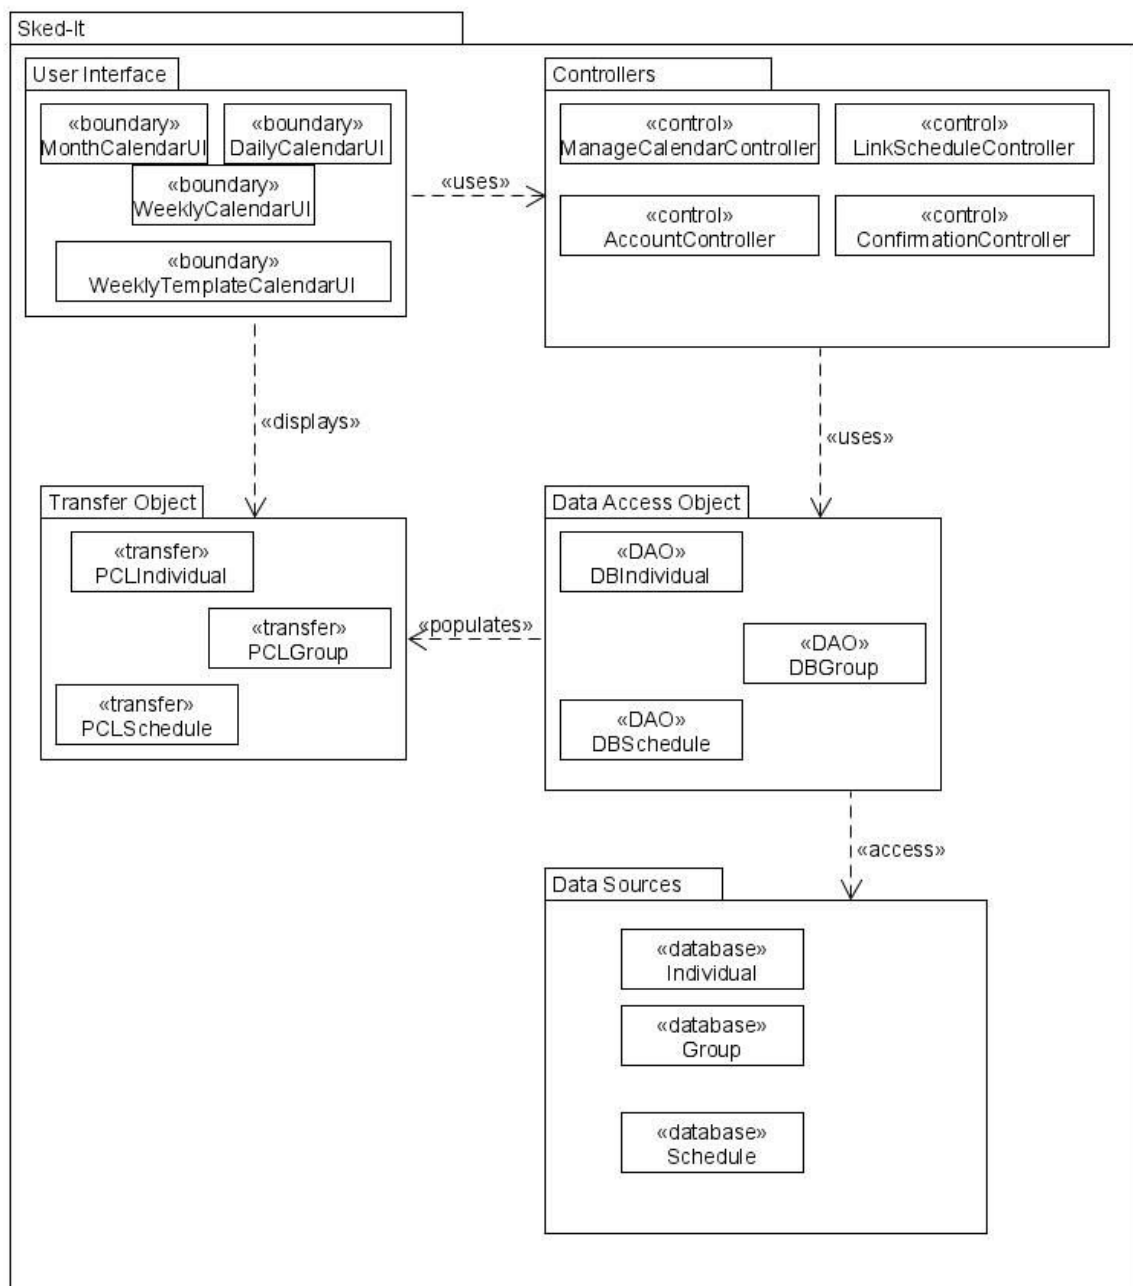 Sked-It
User Interface
«boundary»
MonthCalendarUI
«boundary»
DailyCalendarUI
«boundary»
WeeklyCalendarUI
«boundary»
WeeklyTemplateCalendarUI
«uses»
Controllers
«control»
ManageCalendarController
«control»
LinkScheduleController
«control»
AccountController
«control»
ConfirmationController
«displays»
«uses»
Transfer Object
«transfer»
PCLIndividual
«transfer»
PCLGroup
«transfer»
PCLSchedule
«populates»
Data Access Object
«DAO»
DBIndividual
«DAO»
DBGroup
«DAO»
DBSchedule
«access»
Data Sources
«database»
Individual
«database»
Group
«database»
Schedule